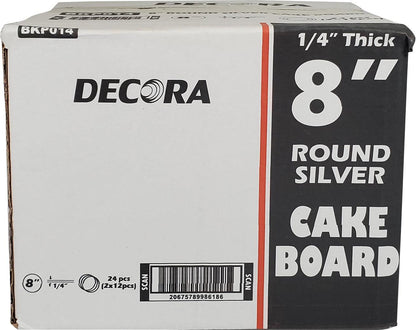 BKP014
1/4" Thick
DECORA
8"
ROUND
SILVER
CAKE
BOARD
8"
1/4"
24 pcs
(2x12pcs)
SCAN
20675789986186
SCAN